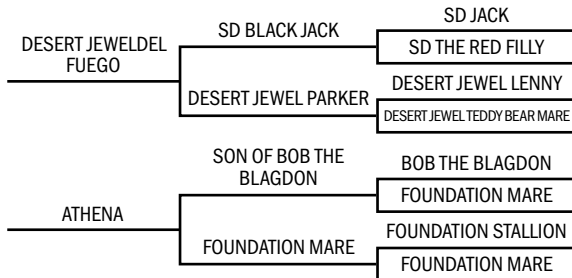 SD JACK
SD BLACK JACK
SD THE RED FILLY
DESERT JEWELDEL
FUEGO
DESERT JEWEL LENNY
DESERT JEWEL PARKER
DESERT JEWEL TEDDY BEAR MARE
SON OF BOB THE
BLAGDON
BOB THE BLAGDON
FOUNDATION MARE
ATHENA
FOUNDATION STALLION
FOUNDATION MARE
FOUNDATION MARE